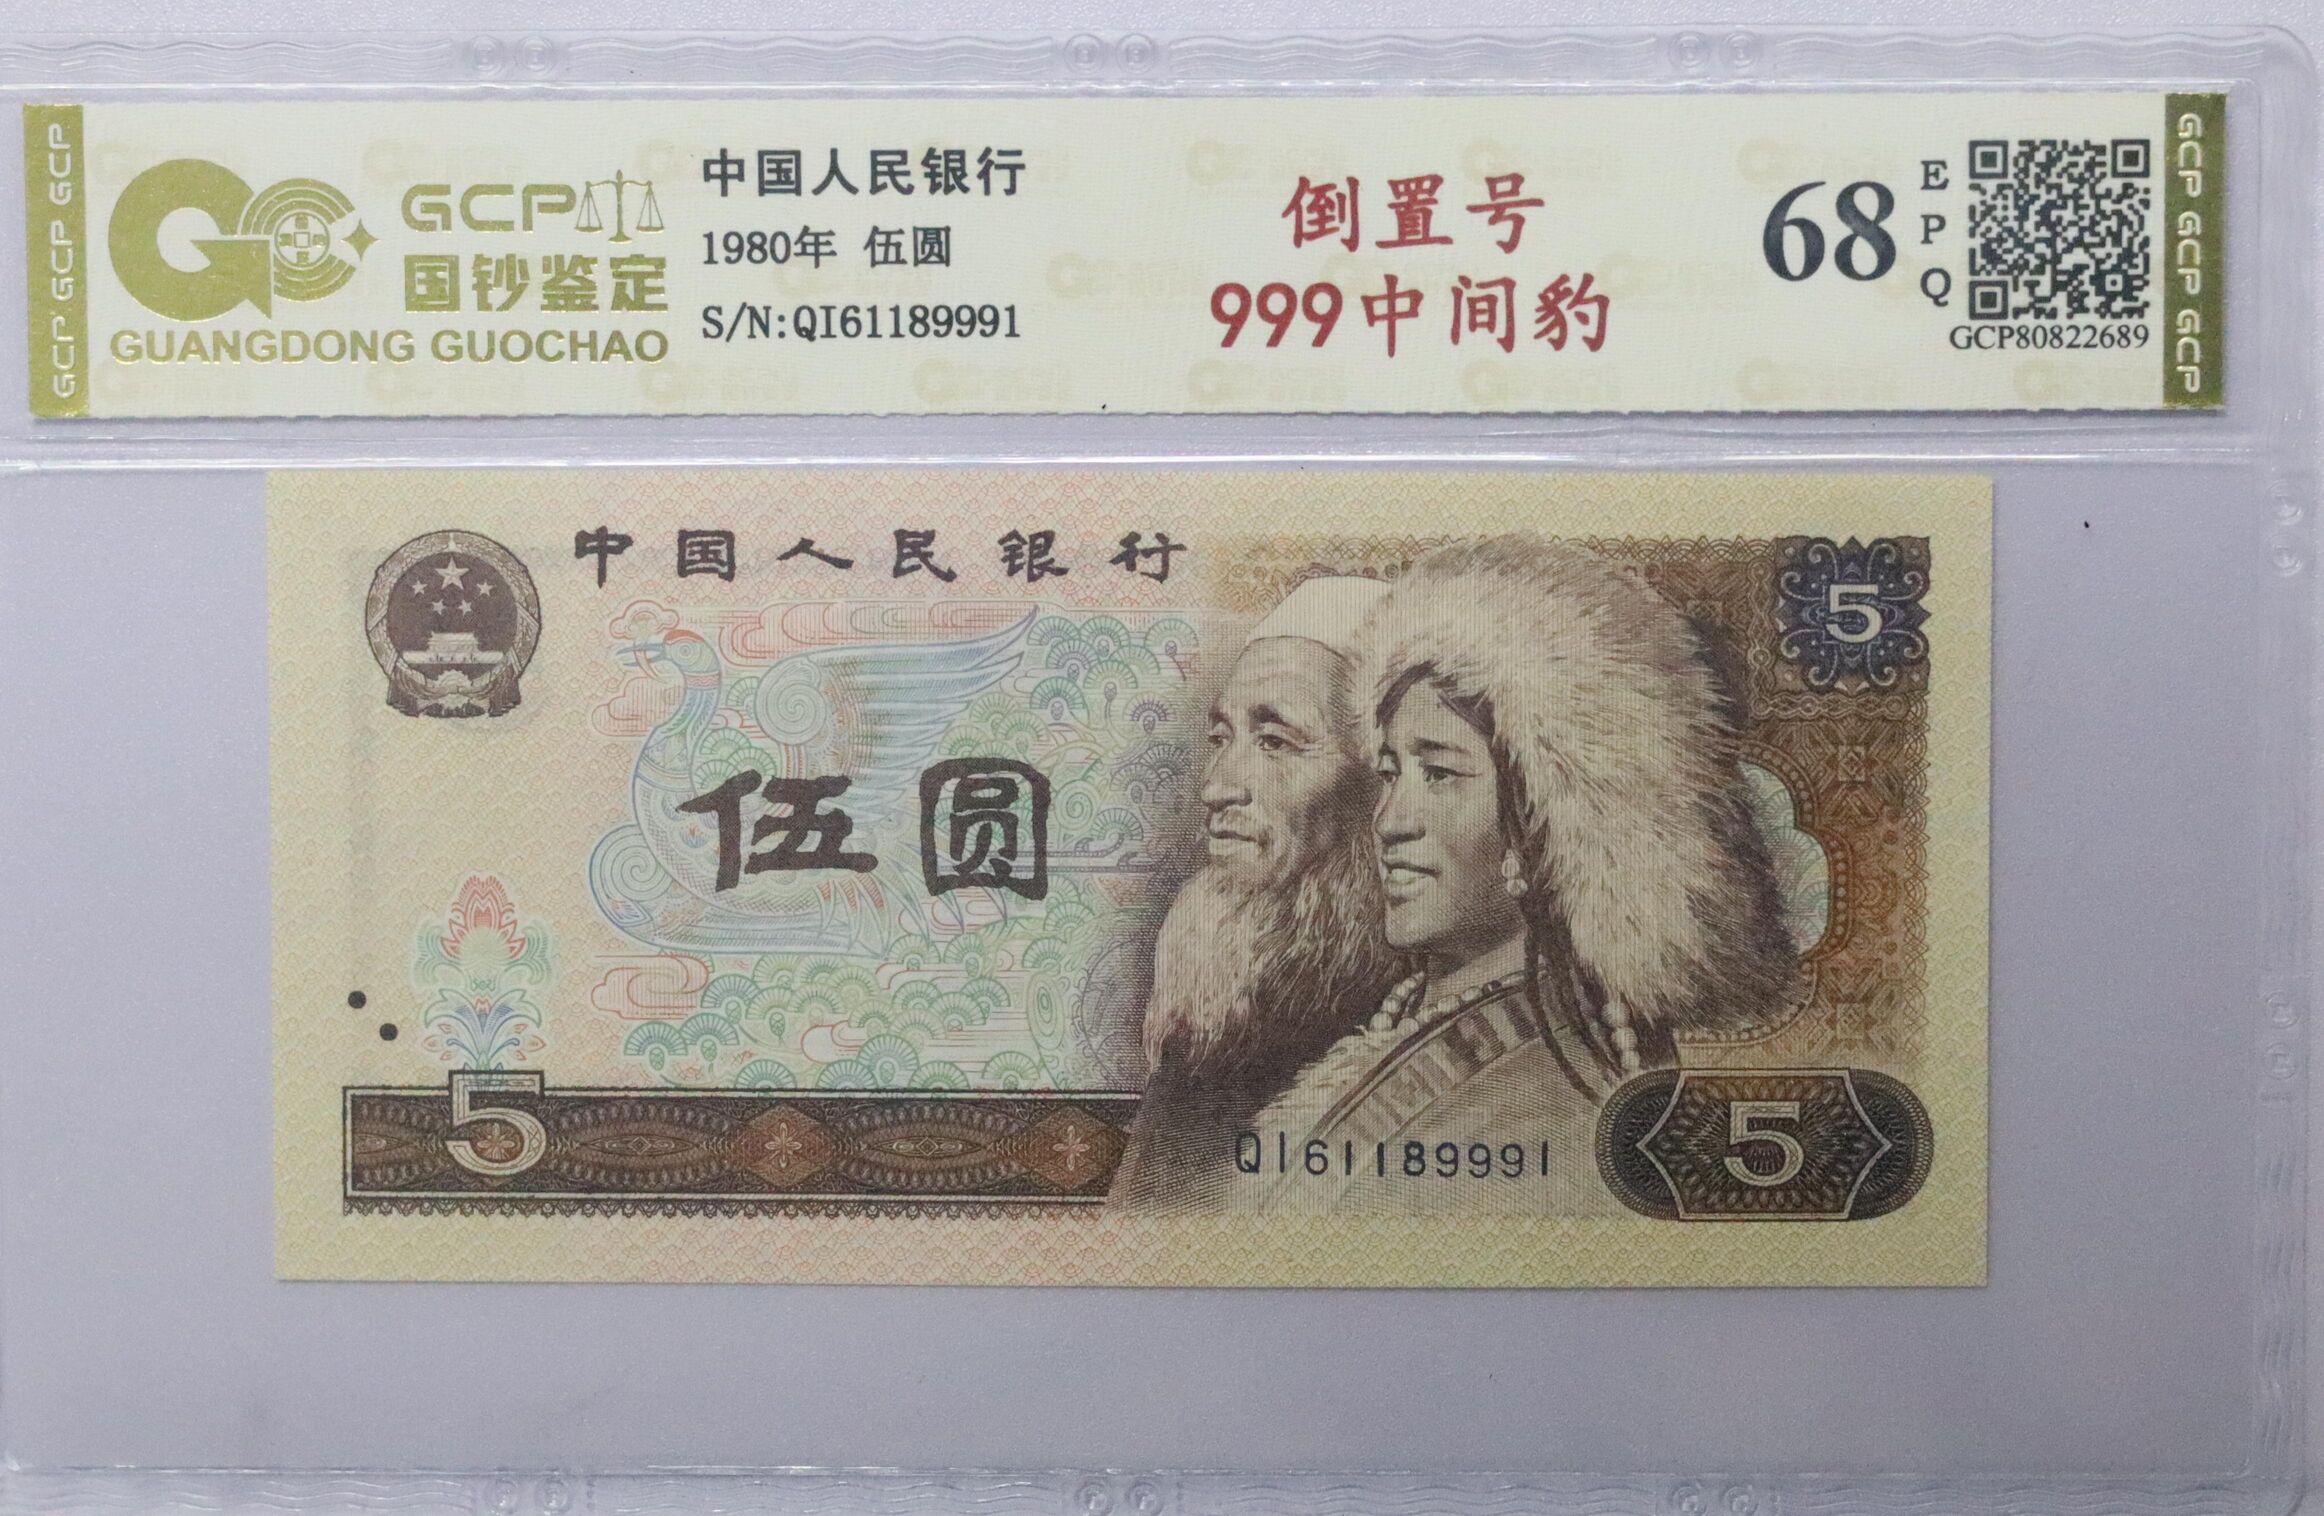 GCP GCP GCP
GCP
国钞鉴定
GUANGDONG GUOCHAO
中国人民银行
1980年 伍圆
S/N:QI61189991
倒置号
999中间豹
68
E
P
Q
GCP80822689
GCP GCP GCP
中国人民银行
5
伍圆
5
QI61189991
5